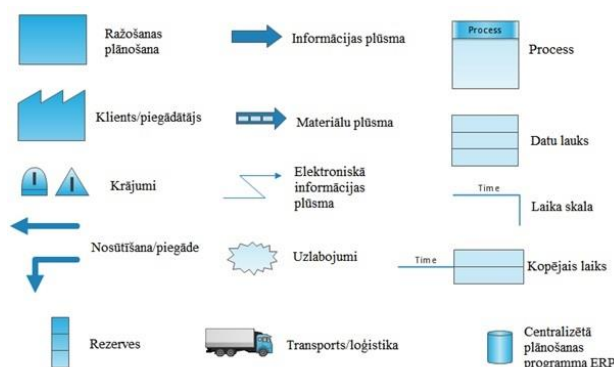 Ražošanas
plānošana
Informācijas plūsma
Process
Process
Klients/piegādātājs
Materiālu plūsma
Datu lauks
I I
Krājumi
Elektroniskā
informācijas
plūsma
Time
Laika skala
Nosūtīšana/piegāde
Uzlabojumi
Time
Kopējais laiks
Rezerves
Transports/loģistika
Centralizētā
plānošanas
programma ERP